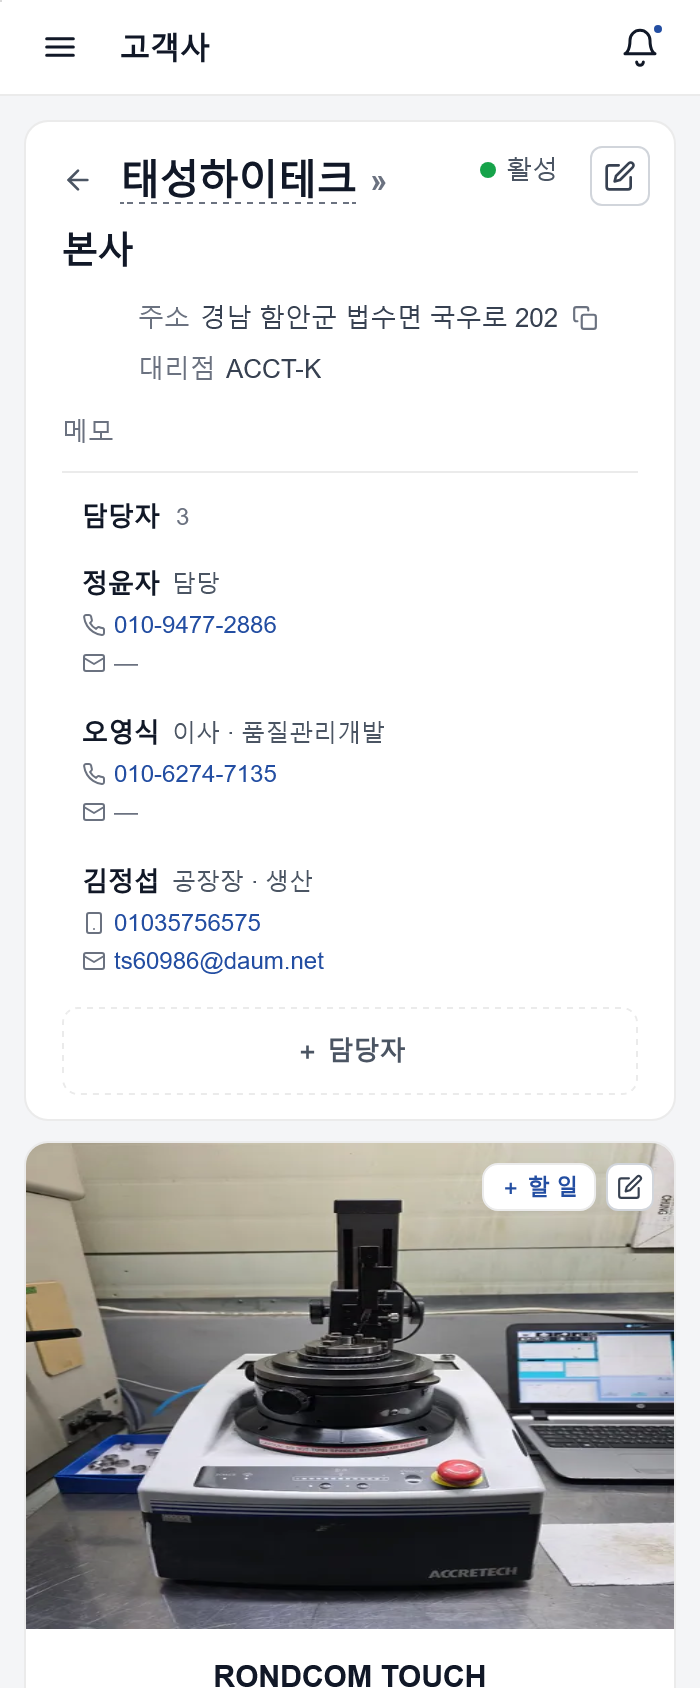 고객사
태성하이테크 »
활성
본사
주소 경남 함안군 법수면 국우로 202
대리점 ACCT-K
메모
담당자 3
정윤자 담당
010-9477-2886
—
오영식 이사 · 품질관리개발
010-6274-7135
—
김정섭 공장장 · 생산
01035756575
ts60986@daum.net
+ 담당자
+ 할 일
ACCRETECH
RONDCOM TOUCH